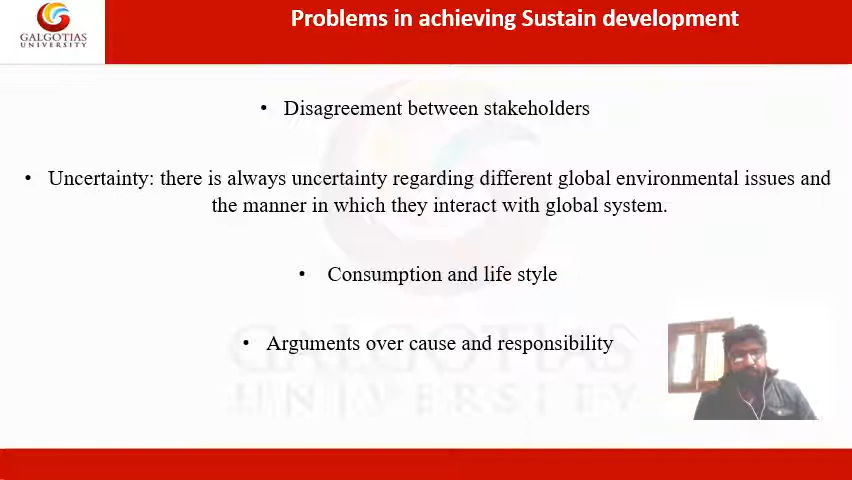 Problems in achieving Sustain development
GALGOTIAS
UNIVERSITY
• Disagreement between stakeholders
• Uncertainty: there is always uncertainty regarding different global environmental issues and
the manner in which they interact with global system.
• Consumption and life style
• Arguments over cause and responsibility
GALGOTIAS
UNIVERSITY